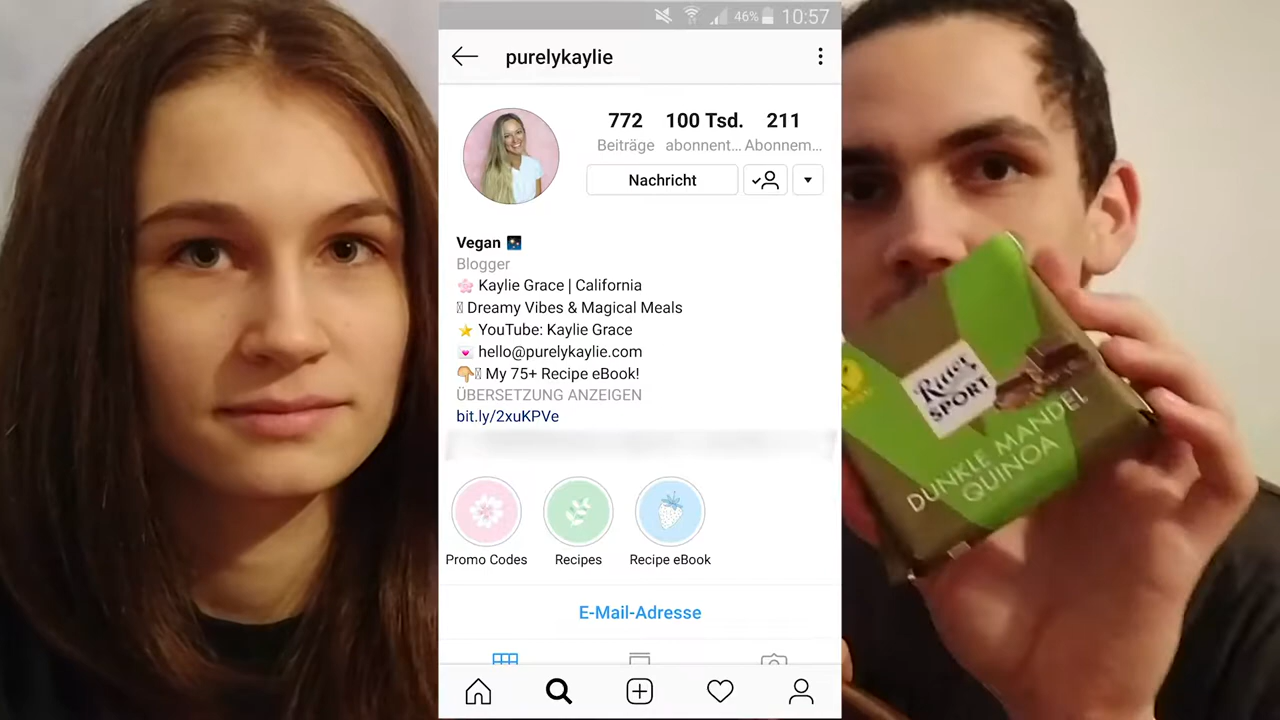 46% 10:57
purelykaylie
772 100 Tsd. 211
Beiträge abonnent... Abonnem...
Nachricht
Vegan
Blogger
🌸 Kaylie Grace | California
Dreamy Vibes & Magical Meals
⭐ YouTube: Kaylie Grace
💌 hello@purelykaylie.com
👇 My 75+ Recipe eBook!
ÜBERSETZUNG ANZEIGEN
bit.ly/2xuKPVe
Promo Codes Recipes Recipe eBook
E-Mail-Adresse
Ritter
SPORT
DUNKLE MANDEL
QUINOA